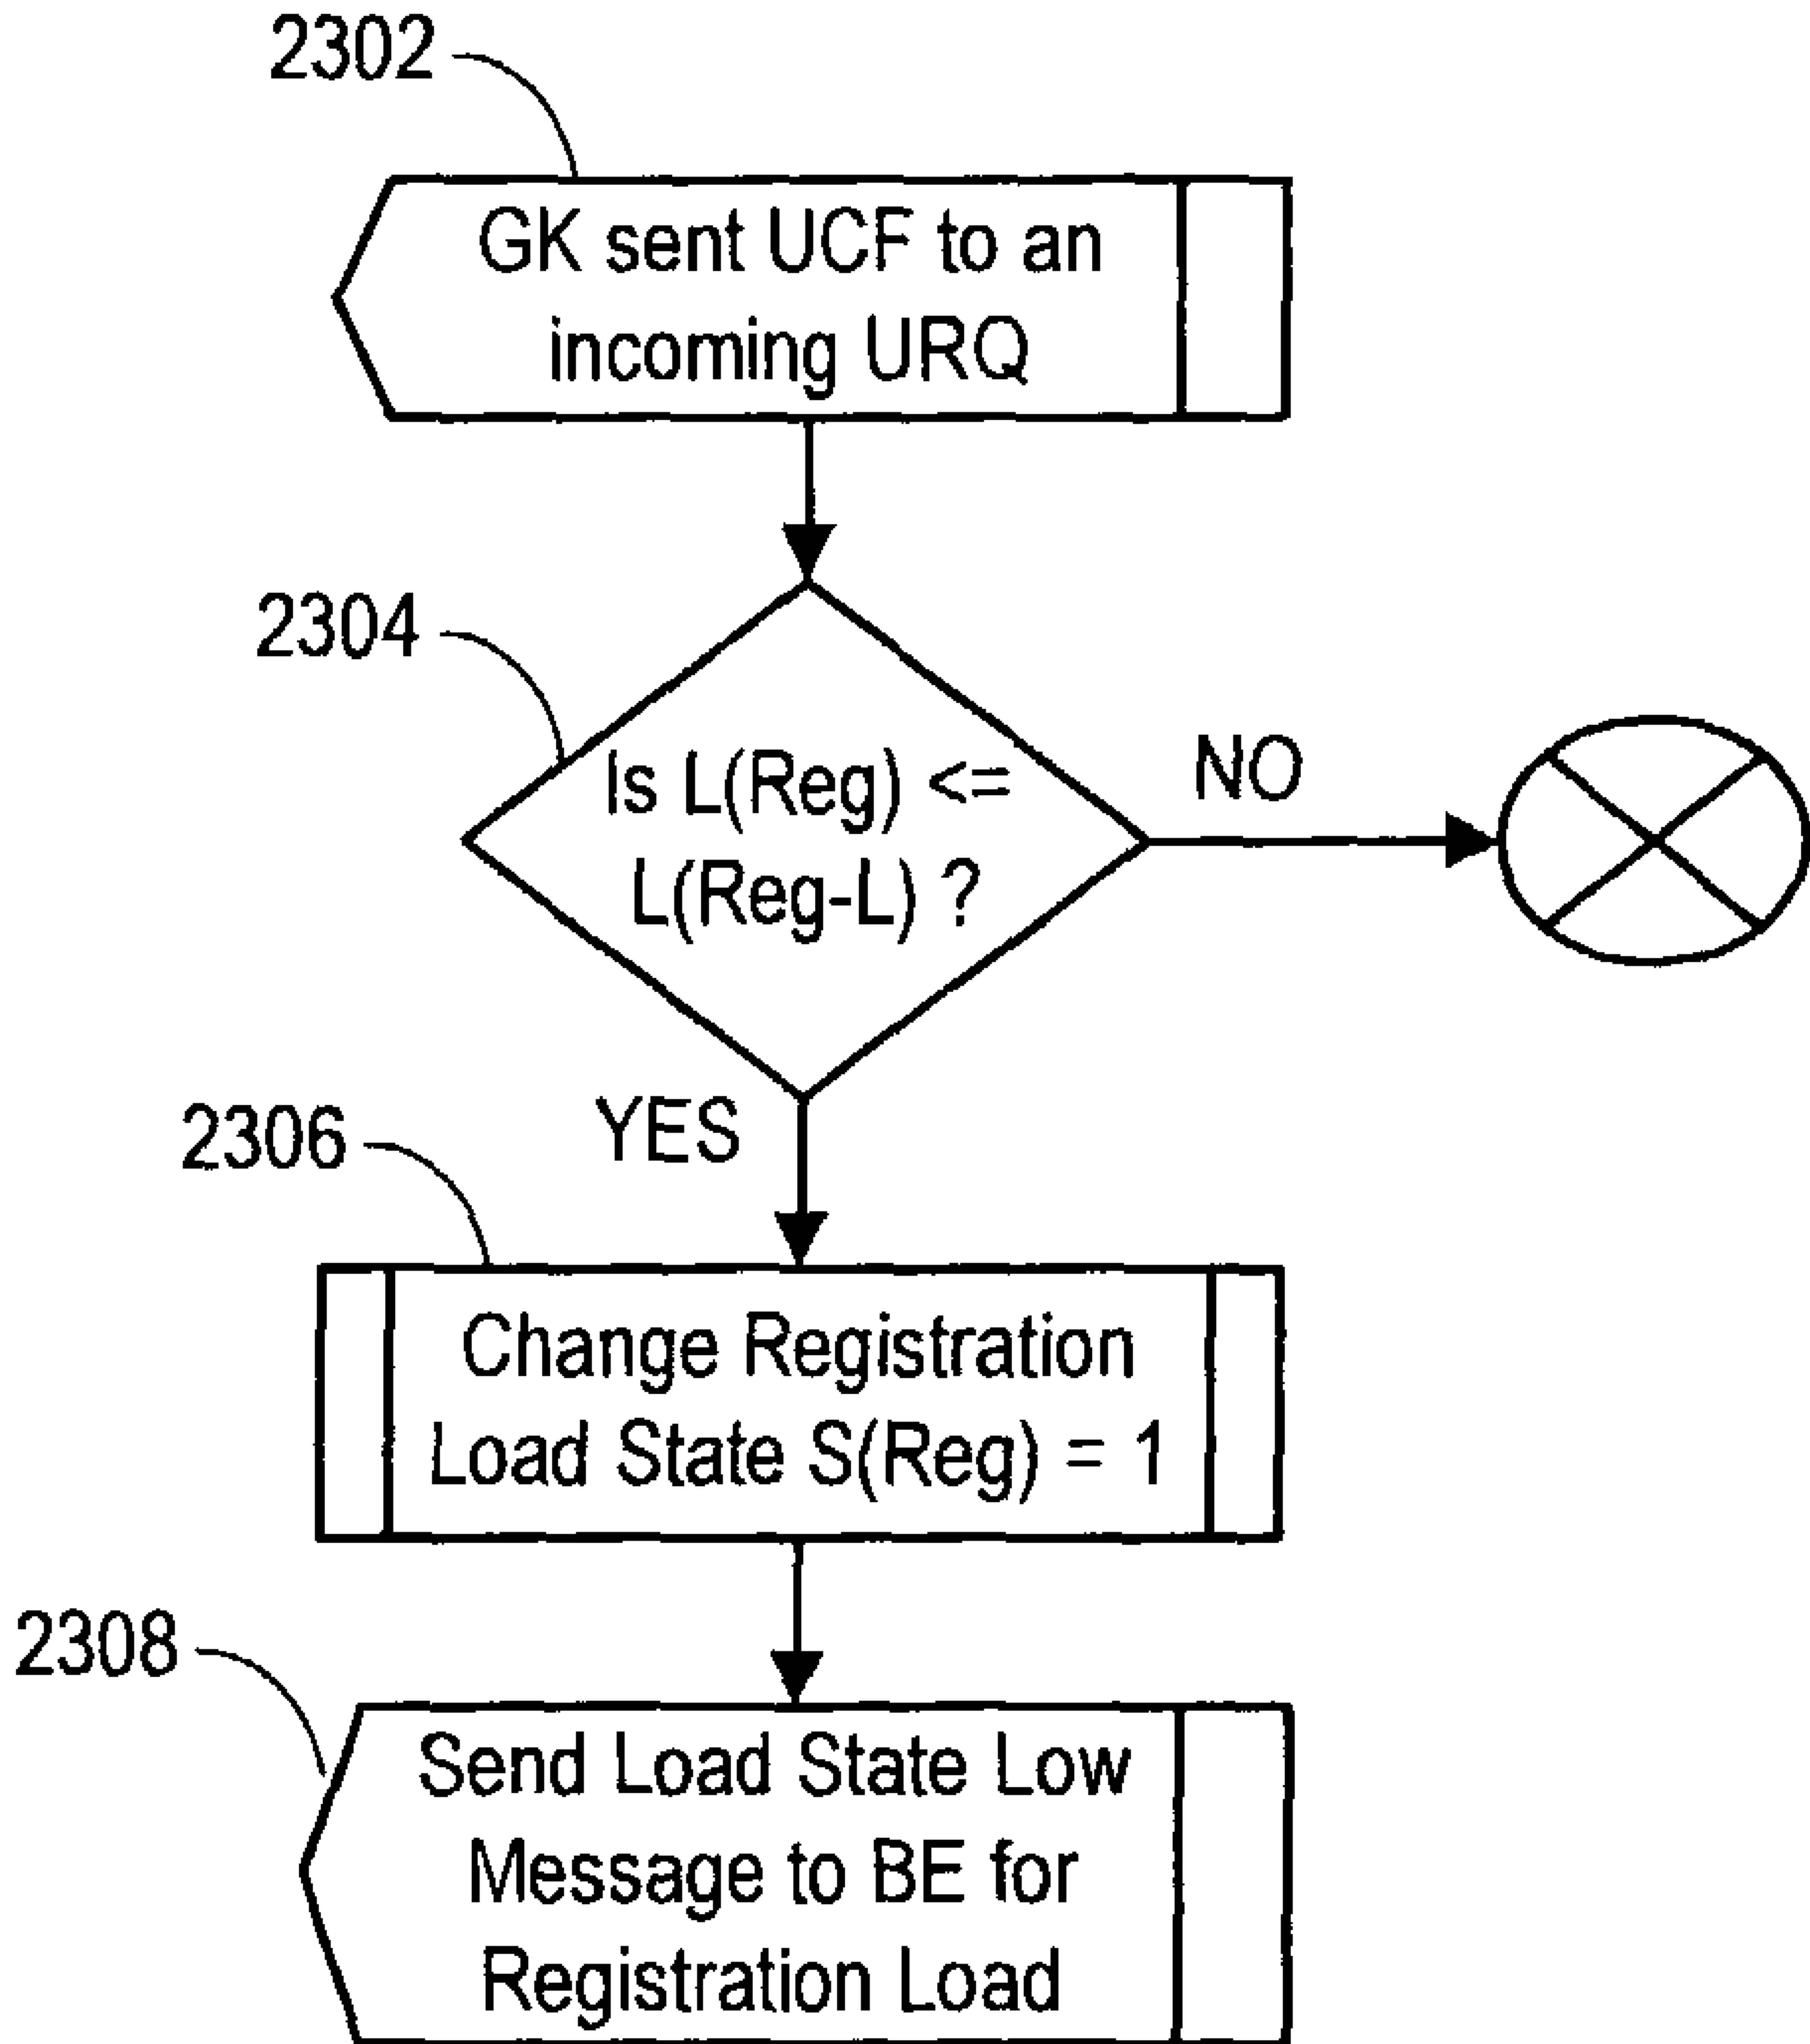 2302
GK sent UCF to an
incoming URQ
2304
Is L(Reg) <=
L(Reg-L) ?
NO
YES
2306
Change Registration
Load State S(Reg) = 1
2308
Send Load State Low
Message to BE for
Registration Load